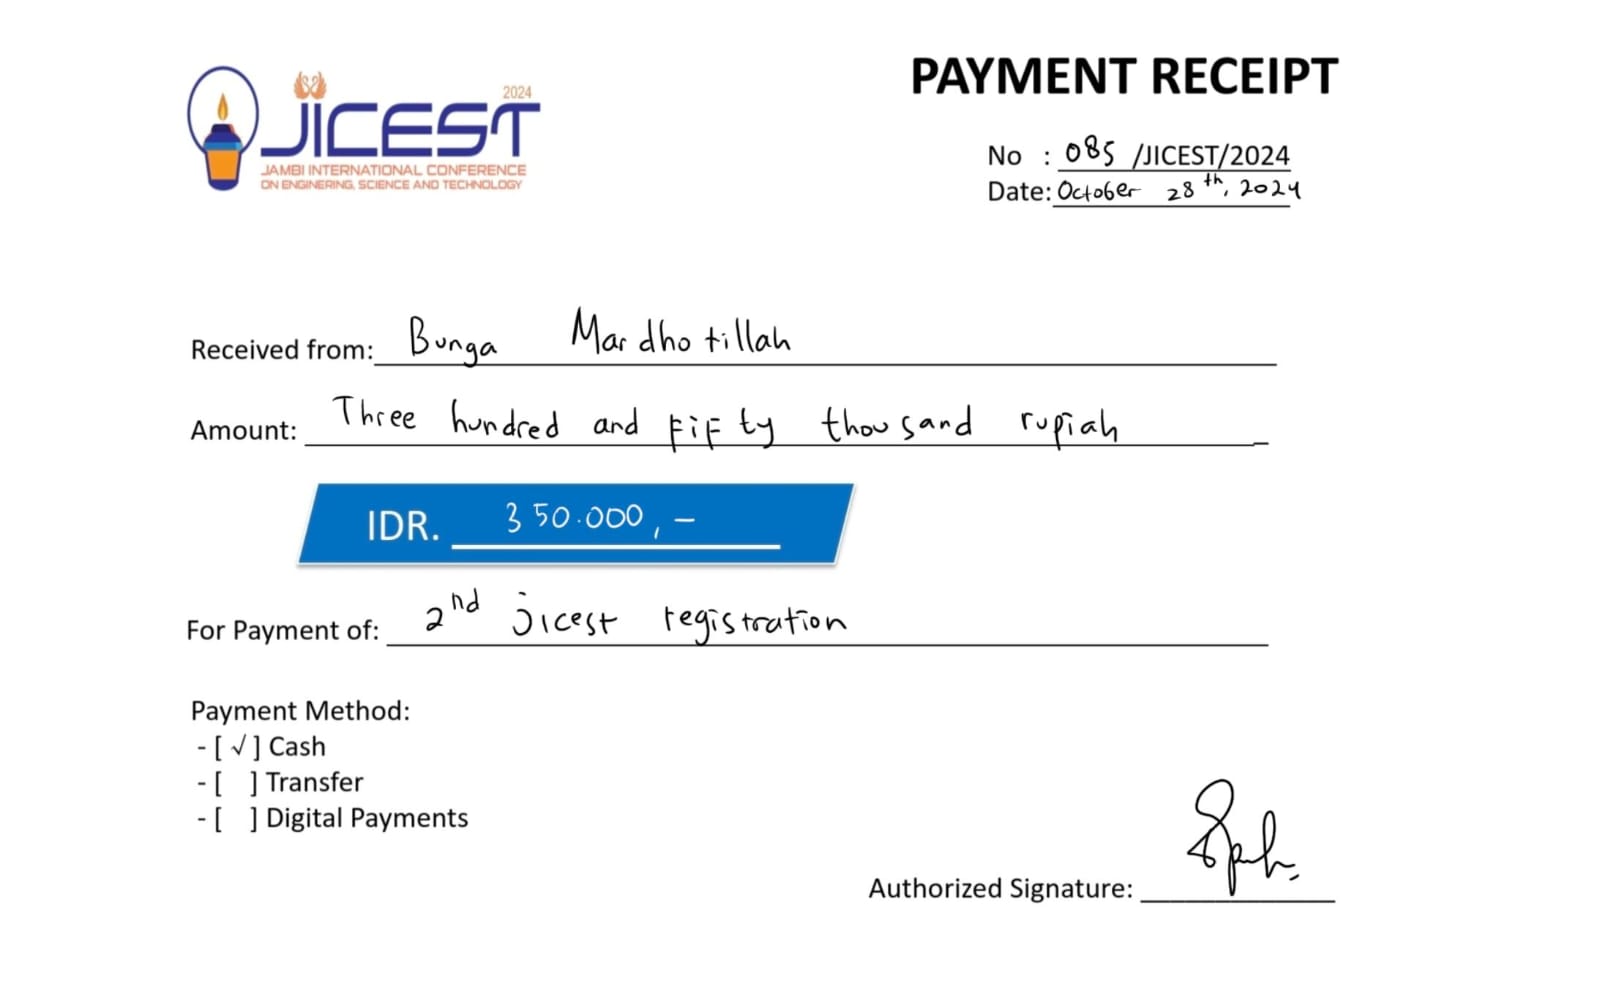 2024
JICEST
JAMBI INTERNATIONAL CONFERENCE
ON ENGINERING, SCIENCE AND TECHNOLOGY
PAYMENT RECEIPT
No : 085 /JICEST/2024
Date: October 28th, 2024
Received from: Bunga Mardhotillah
Amount: Three hundred and fifty thousand rupiah
IDR. 350.000,-
For Payment of: 2nd jicest registration
Payment Method:
- [ √ ] Cash
- [ ] Transfer
- [ ] Digital Payments
Authorized Signature: